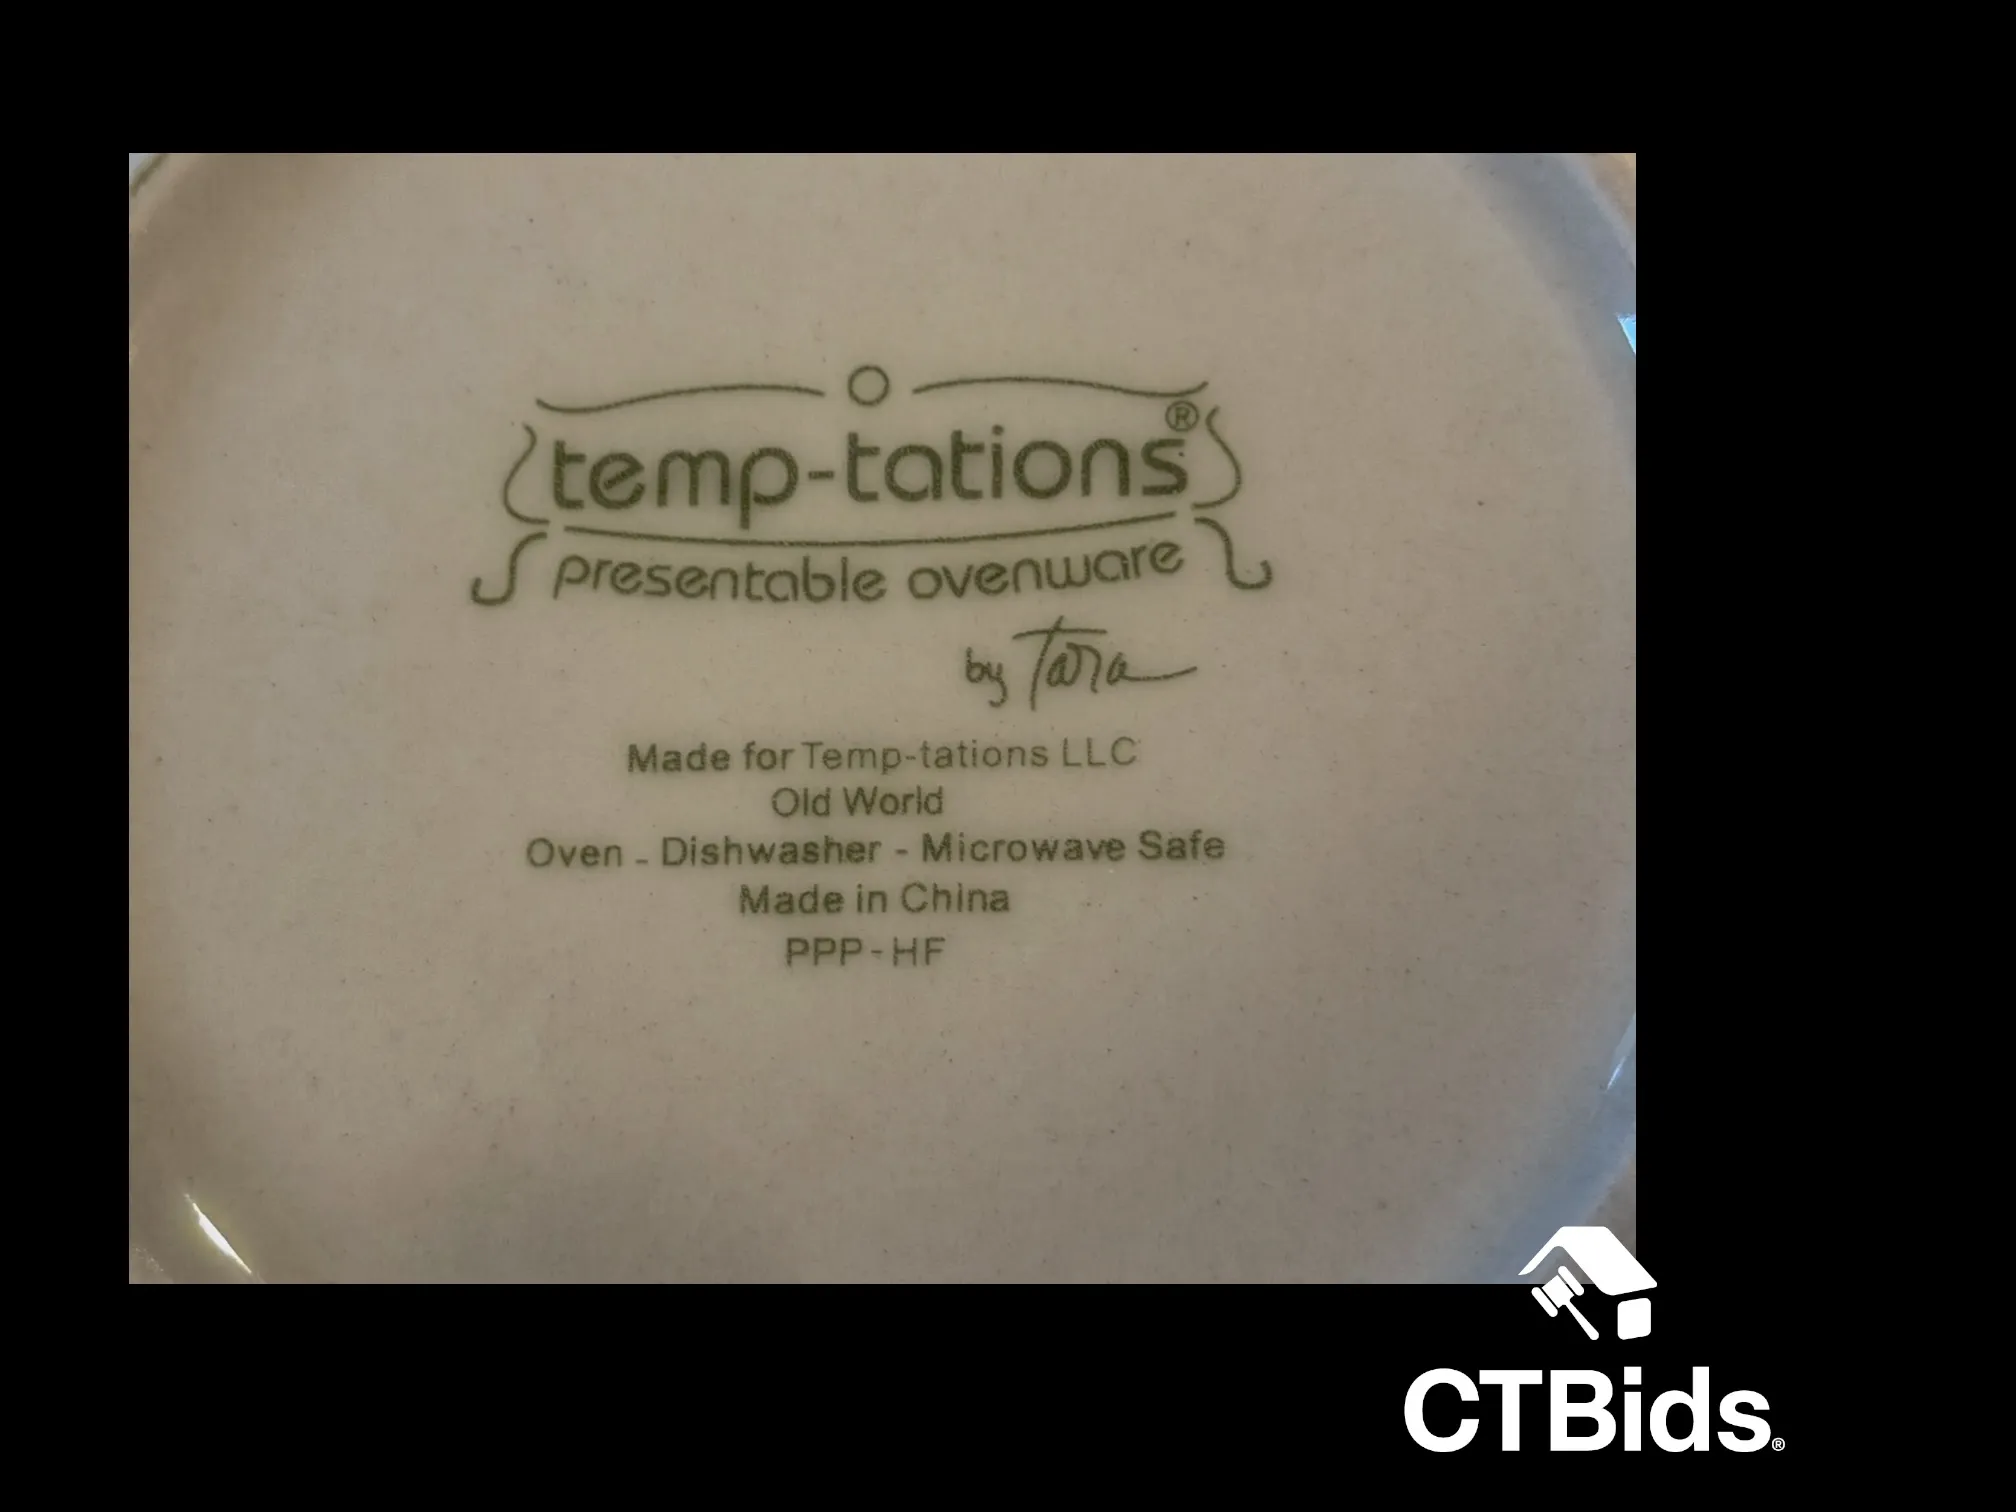 temp-tations®
presentable ovenware
by Tara
Made for Temp-tations LLC
Old World
Oven - Dishwasher - Microwave Safe
Made in China
PPP-HF
CTBids®